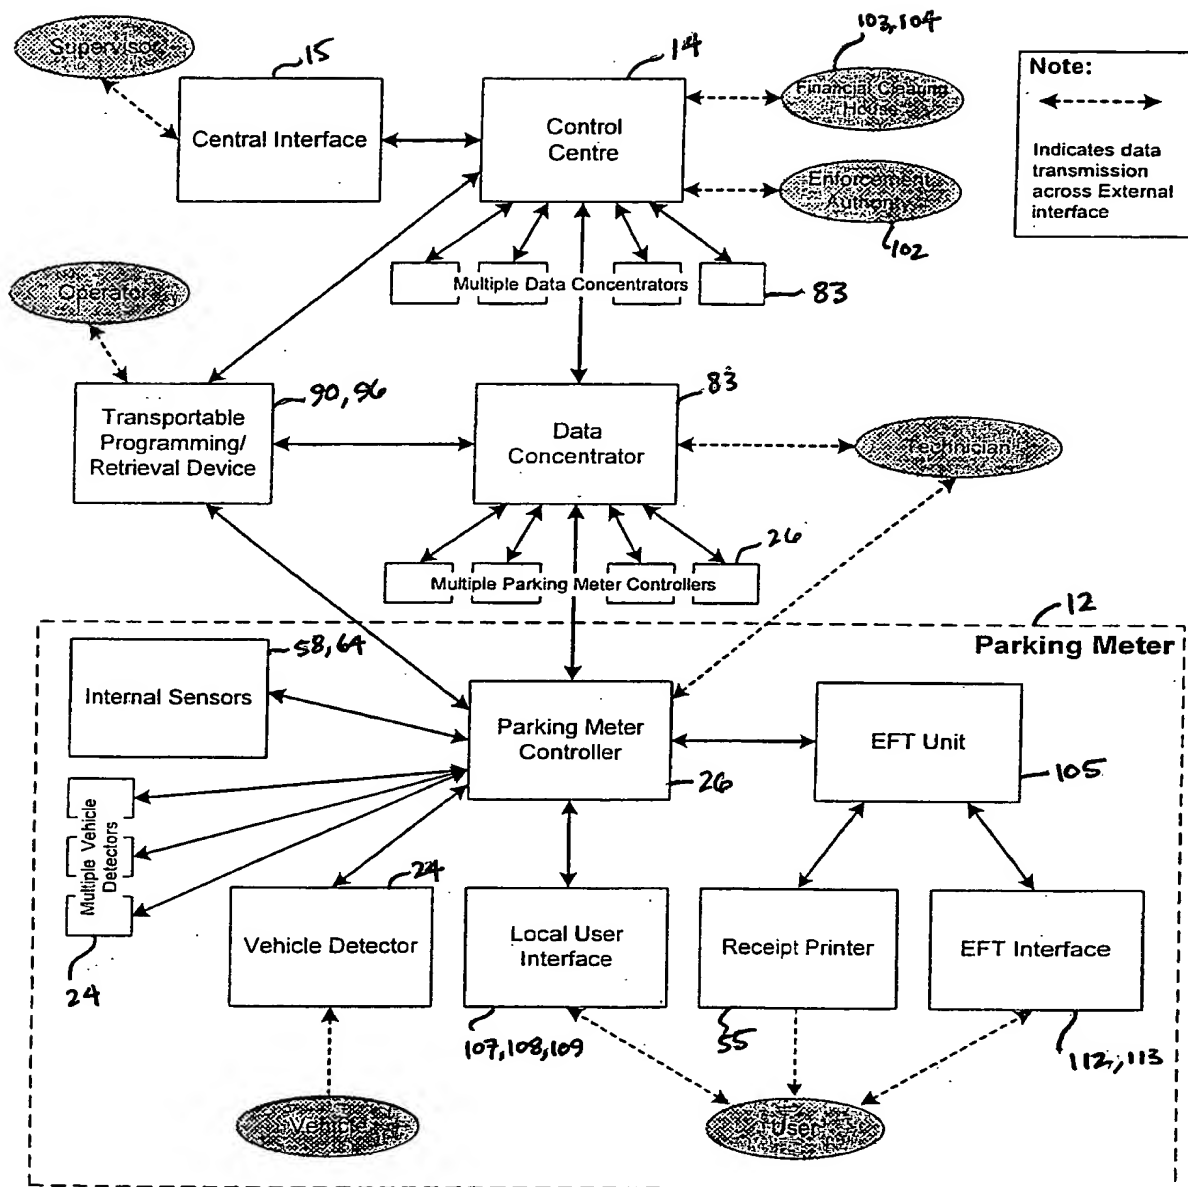 Supervisor
15
14
103,104
Central Interface
Control
Centre
Financial Clearing
House
Enforcement
Authority
102
Note:
Indicates data
transmission
across External
interface
Operator
Multiple Data Concentrators
83
90,96
Transportable
Programming/
Retrieval Device
83
Data
Concentrator
Technician
26
Multiple Parking Meter Controllers
12
Parking Meter
58,64
Internal Sensors
Parking Meter
Controller
26
EFT Unit
105
Multiple Vehicle
Detectors
24
24
Vehicle Detector
Local User
Interface
Receipt Printer
EFT Interface
107,108,109
55
112,113
Vehicle
User